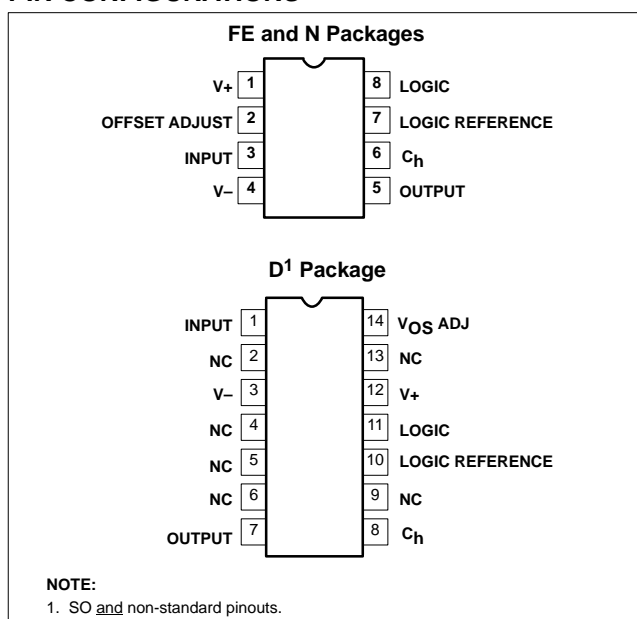 FE and N Packages
V+ 1 8 LOGIC
OFFSET ADJUST 2 7 LOGIC REFERENCE
INPUT 3 6 Ch
V– 4 5 OUTPUT
D1 Package
INPUT 1 14 VOS ADJ
NC 2 13 NC
V– 3 12 V+
NC 4 11 LOGIC
NC 5 10 LOGIC REFERENCE
NC 6 9 NC
OUTPUT 7 8 Ch
NOTE:
1. SO and non-standard pinouts.